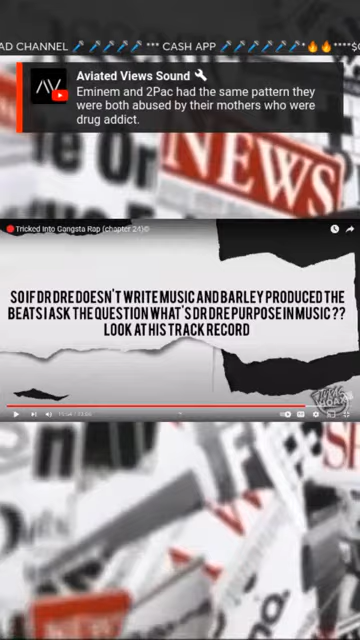 AD CHANNEL *** CASH APP *
Aviated Views Sound
Eminem and 2Pac had the same pattern they
were both abused by their mothers who were
drug addict.
NEWS
Tricked Into Gangsta Rap (chapter 24)©
SO IF DR DRE DOESN'T WRITE MUSIC AND BARLEY PRODUCED THE
BEATS I ASK THE QUESTION WHAT'S DR DRE PURPOSE IN MUSIC ??
LOOK AT HIS TRACK RECORD
NEWS